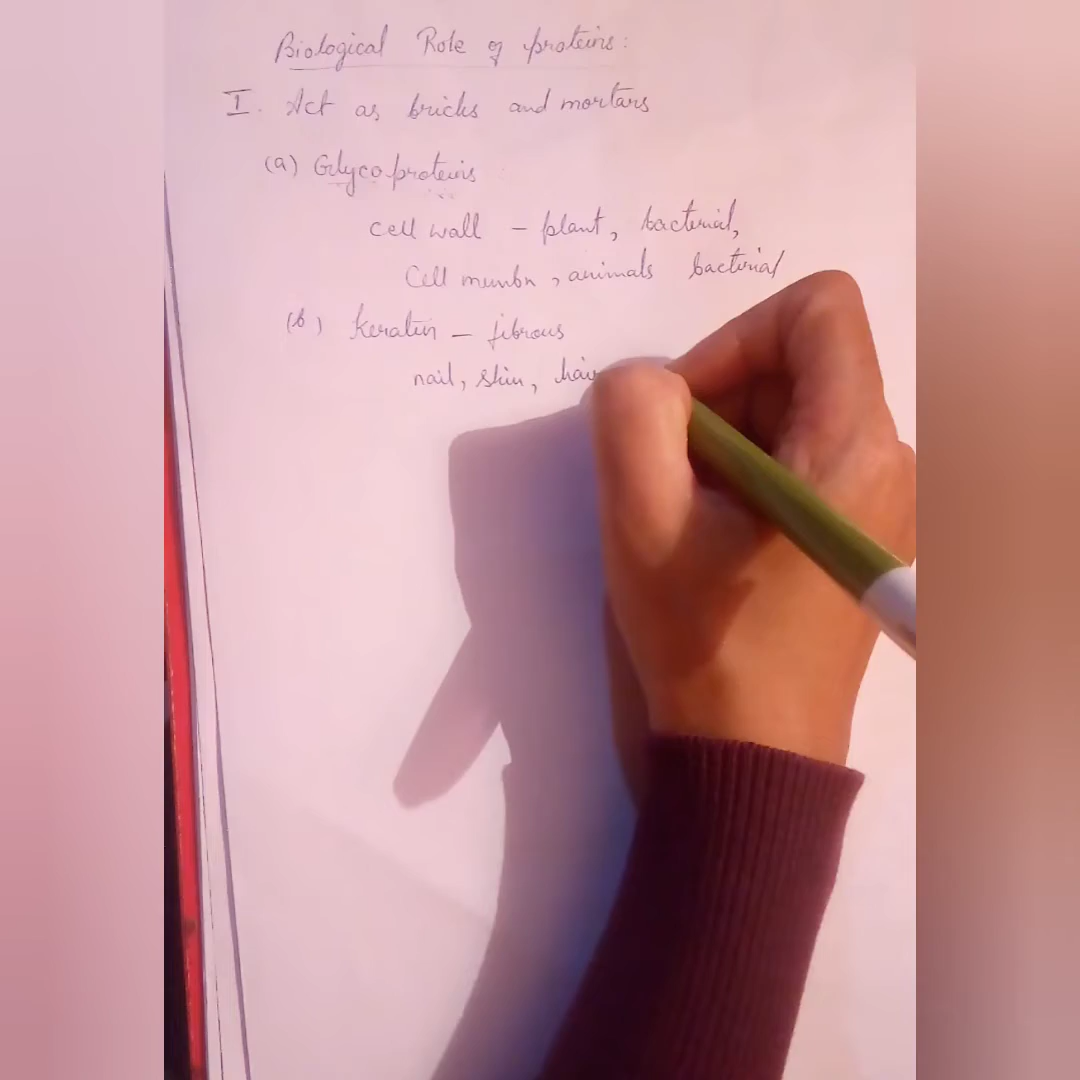 Biological Role of proteins:
I. Act as bricks and mortars
(a) Glycoproteins
cell wall - plant, bacterial,
Cell membn, animals bacterial
(b) Keratin - fibrous
nail, skin, hair